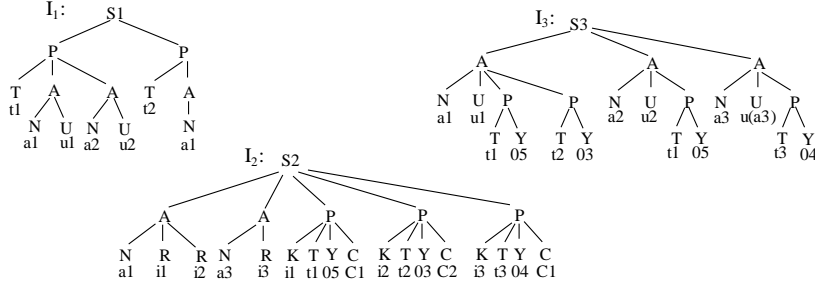 I₁: S1
P P
T A A T A
t1 t2
N U N U N
a1 u1 a2 u2 a1
I₃: S3
A A A
N U P P N U P N U P
a1 u1 a2 u2 a3 u(a3)
T Y T Y T Y T Y
t1 05 t2 03 t1 05 t3 04
I₂: S2
A A P P P
N R R N R K T Y C K T Y C K T Y C
a1 i1 i2 a3 i3 i1 t1 05 C1 i2 t2 03 C2 i3 t3 04 C1